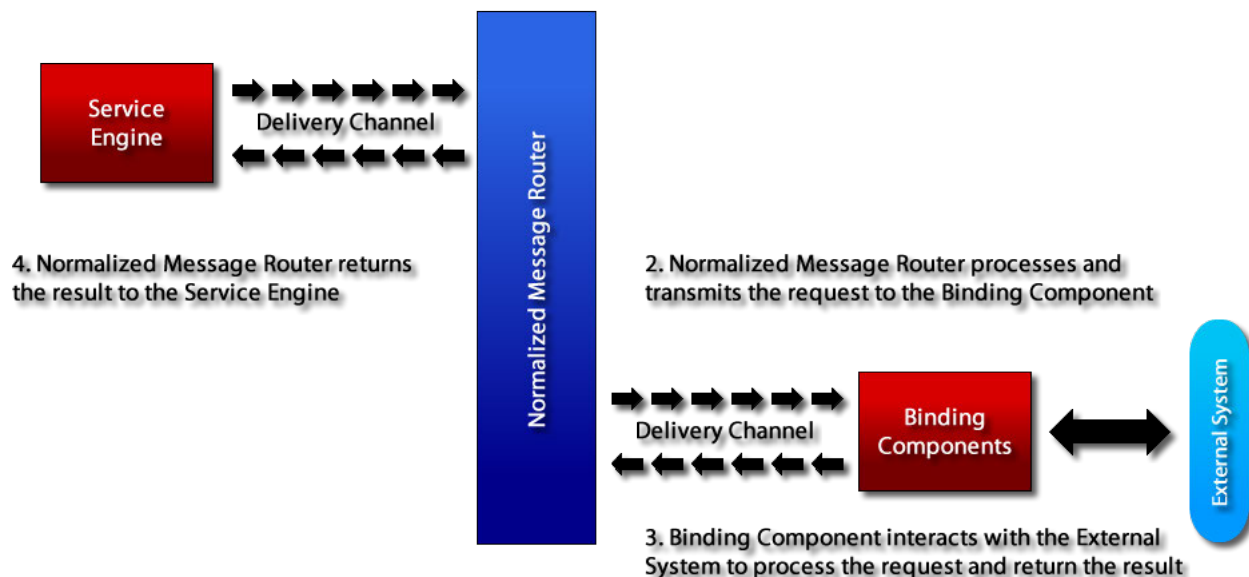 Service
Engine
Delivery Channel
4. Normalized Message Router returns
the result to the Service Engine
Normalized Message Router
2. Normalized Message Router processes and
transmits the request to the Binding Component
Delivery Channel
Binding
Components
External System
3. Binding Component interacts with the External
System to process the request and return the result